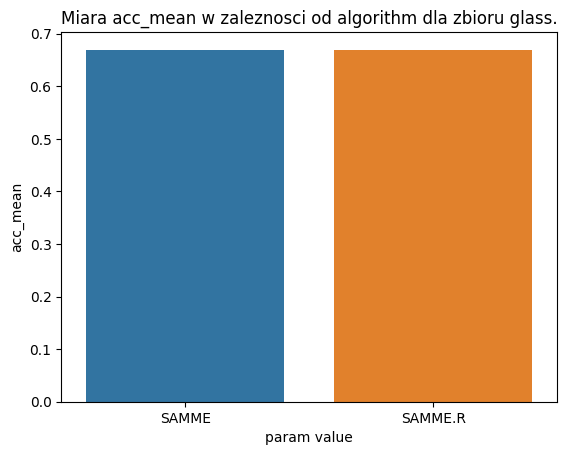 Miara acc_mean w zaleznosci od algorithm dla zbioru glass.
0.7
0.6
0.5
0.4
0.3
0.2
0.1
0.0
acc_mean
SAMME
SAMME.R
param value